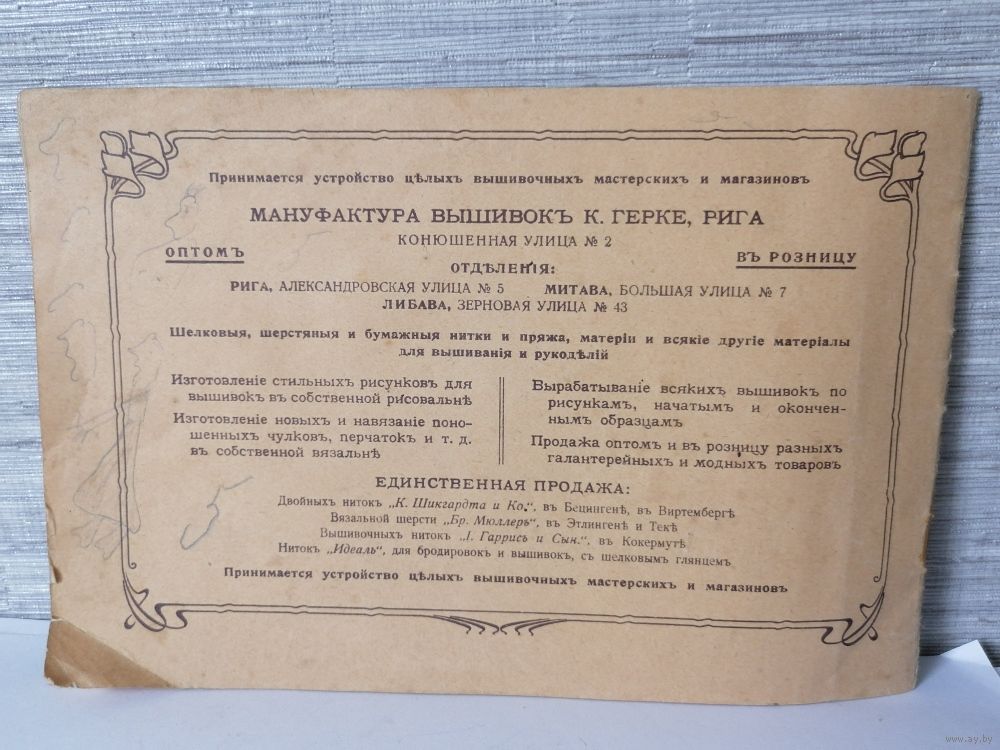 Принимается устройство цѣлыхъ вышивочныхъ мастерскихъ и магазиновъ
МАНУФАКТУРА ВЫШИВОКЪ К. ГЕРКЕ, РИГА
КОНЮШЕННАЯ УЛИЦА № 2
ОПТОМЪ
ВЪ РОЗНИЦУ
ОТДѢЛЕНІЯ:
РИГА, АЛЕКСАНДРОВСКАЯ УЛИЦА № 5 МИТАВА, БОЛЬШАЯ УЛИЦА № 7
ЛИБАВА, ЗЕРНОВАЯ УЛИЦА № 43
Шелковыя, шерстяныя и бумажныя нитки и пряжа, матеріи и всякіе другіе матеріалы
для вышиванія и рукодѣлій
Изготовленіе стильныхъ рисунковъ для
вышивокъ въ собственной рисовальнѣ
Изготовленіе новыхъ и навязаніе поно-
шенныхъ чулковъ, перчатокъ и т. д.
въ собственной вязальнѣ
Вырабатываніе всякихъ вышивокъ по
рисункамъ, начатымъ и окончен-
нымъ образцамъ
Продажа оптомъ и въ розницу разныхъ
галантерейныхъ и модныхъ товаровъ
ЕДИНСТВЕННАЯ ПРОДАЖА:
Двойныхъ нитокъ „К. Шикгардта и Ко.“, въ Бецингенѣ, въ Виртембергѣ
Вязальной шерсти „Бр. Мюллеръ“, въ Этлингенѣ и Текѣ
Вышивочныхъ нитокъ „І. Гаррисъ и Сын.“, въ Кокермутѣ
Нитокъ „Идеалъ“, для бродировокъ и вышивокъ, съ шелковымъ глянцемъ
Принимается устройство цѣлыхъ вышивочныхъ мастерскихъ и магазиновъ
5
www.ay.by